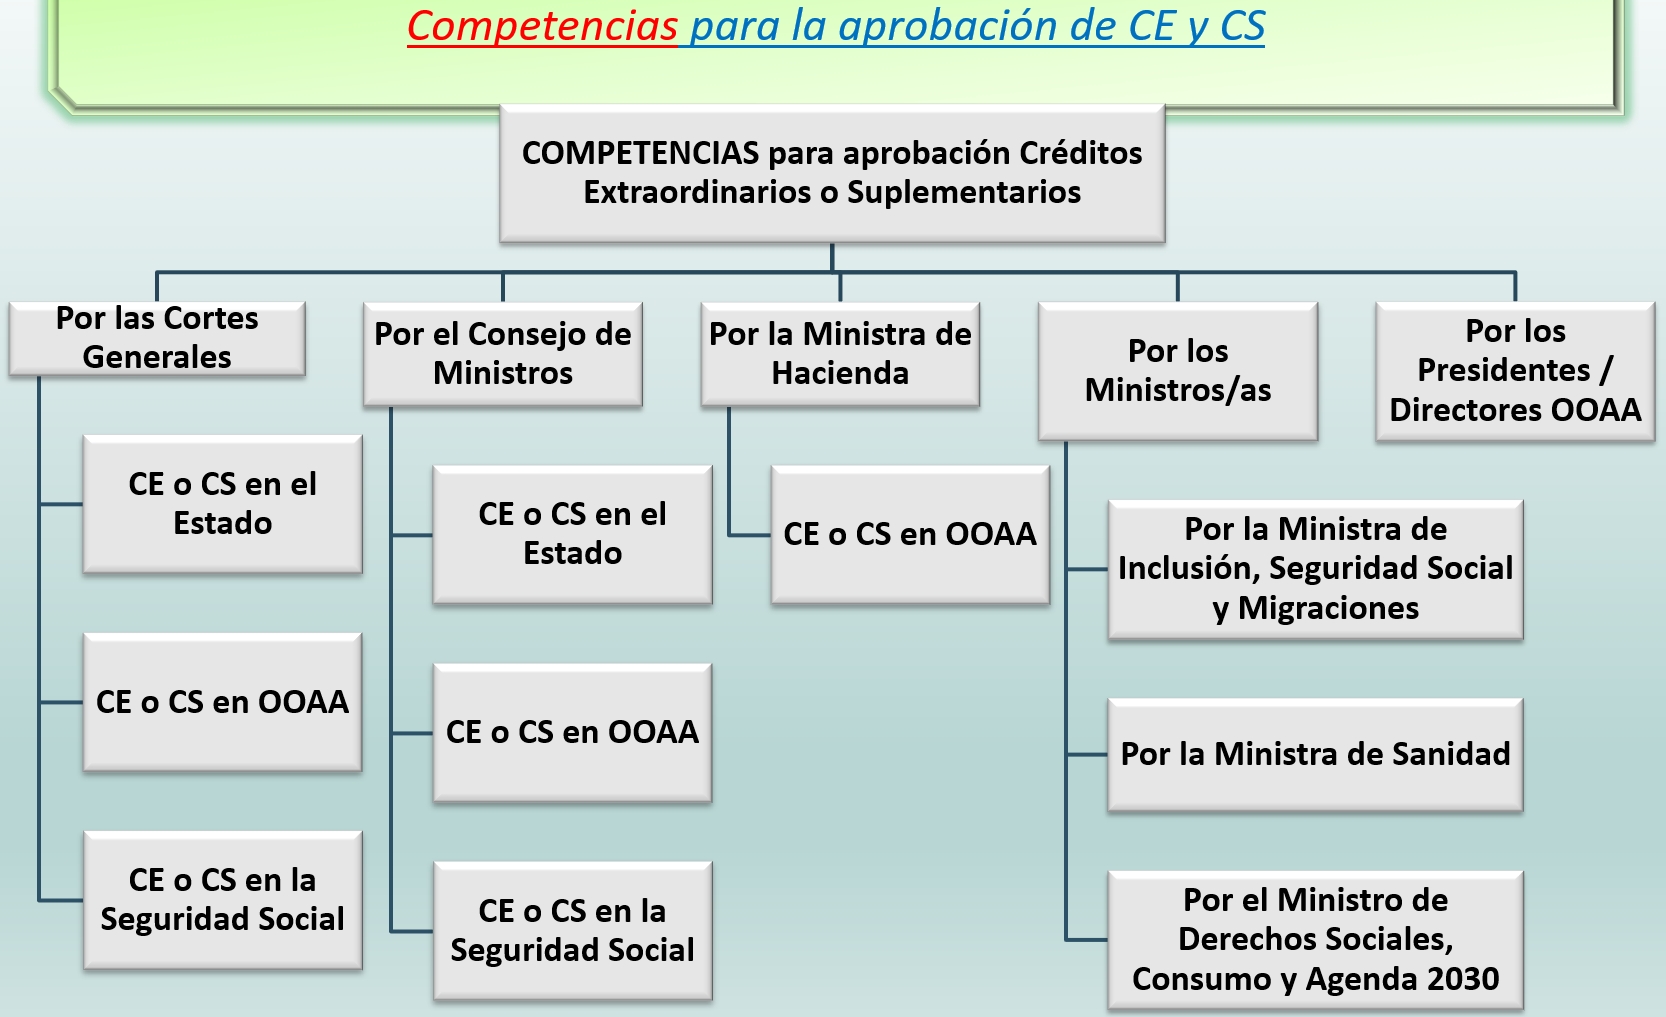 Competencias para la aprobación de CE y CS
COMPETENCIAS para aprobación Créditos
Extraordinarios o Suplementarios
Por las Cortes
Generales
CE o CS en el
Estado
CE o CS en OOAA
CE o CS en la
Seguridad Social
Por el Consejo de
Ministros
CE o CS en el
Estado
CE o CS en OOAA
CE o CS en la
Seguridad Social
Por la Ministra de
Hacienda
CE o CS en OOAA
Por los
Ministros/as
Por la Ministra de
Inclusión, Seguridad Social
y Migraciones
Por la Ministra de Sanidad
Por el Ministro de
Derechos Sociales,
Consumo y Agenda 2030
Por los
Presidentes /
Directores OOAA